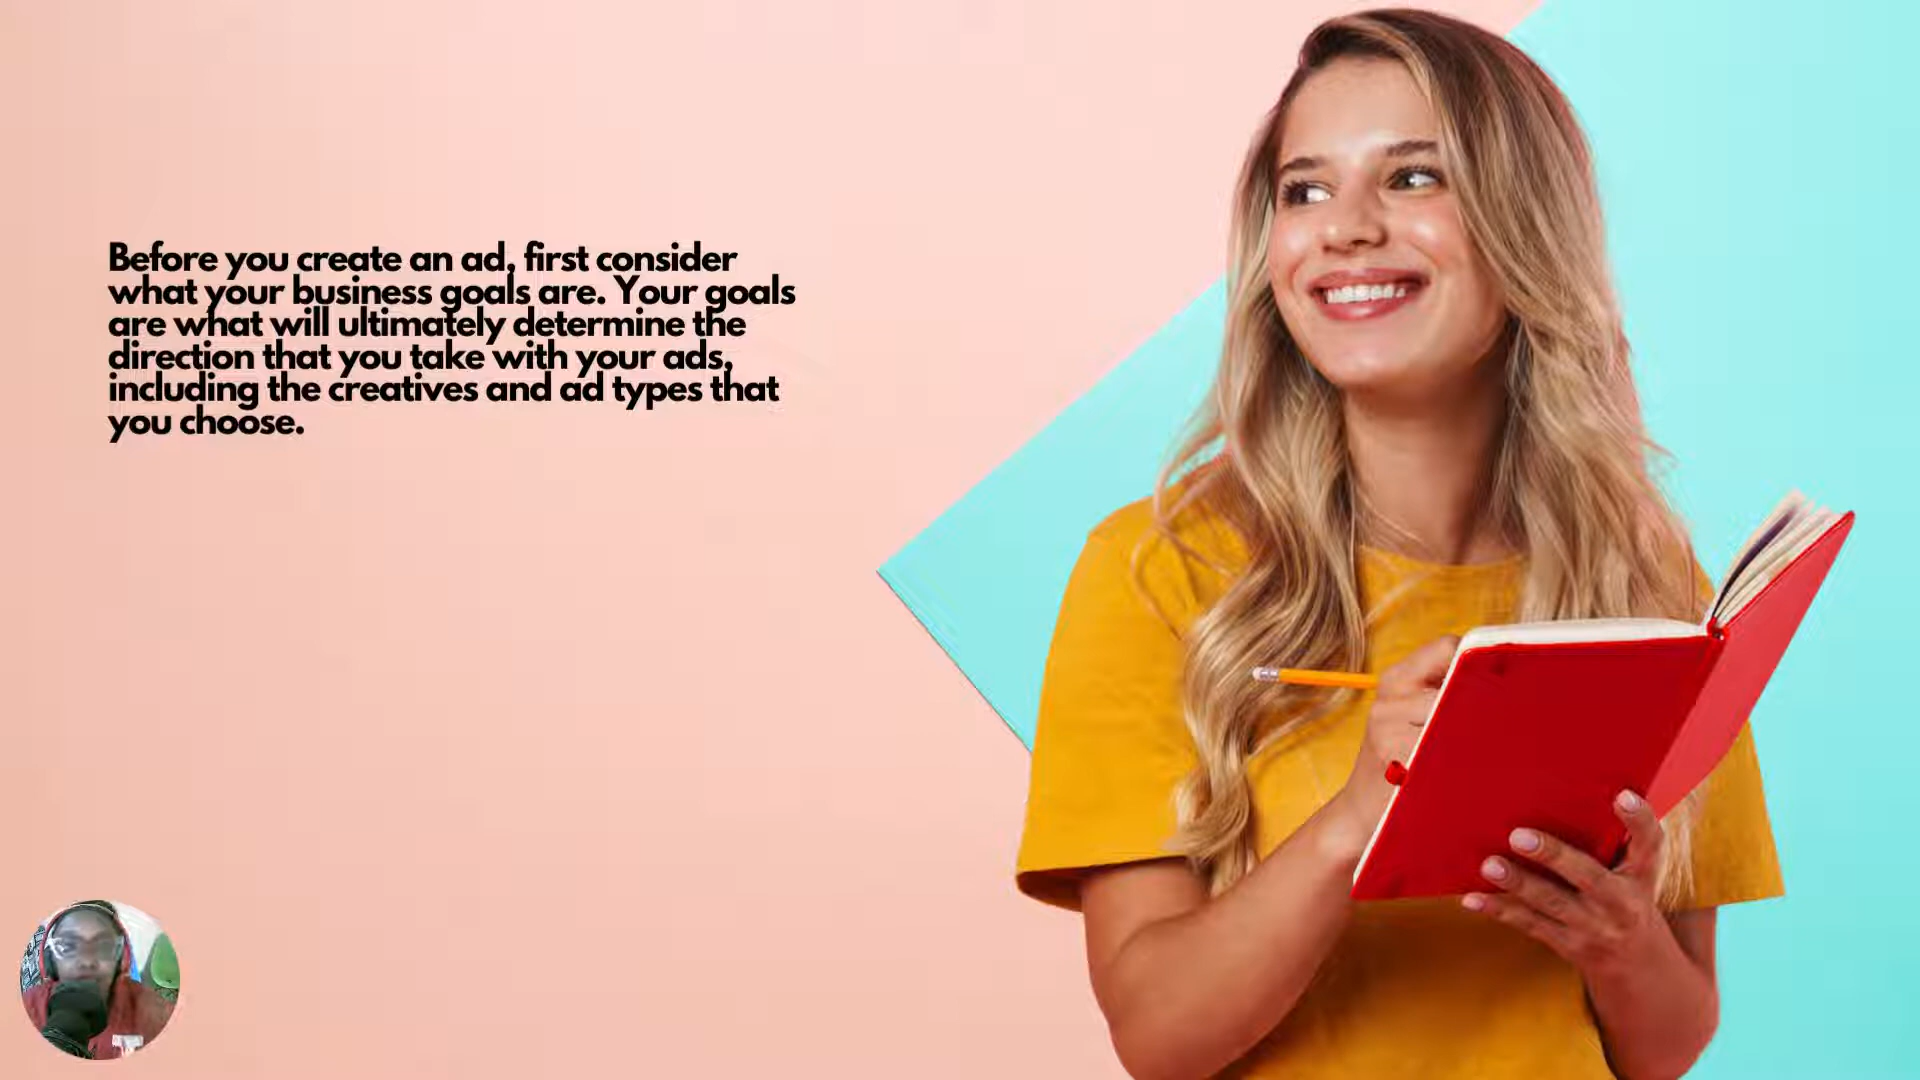 Before you create an ad, first consider
what your business goals are. Your goals
are what will ultimately determine the
direction that you take with your ads,
including the creatives and ad types that
you choose.